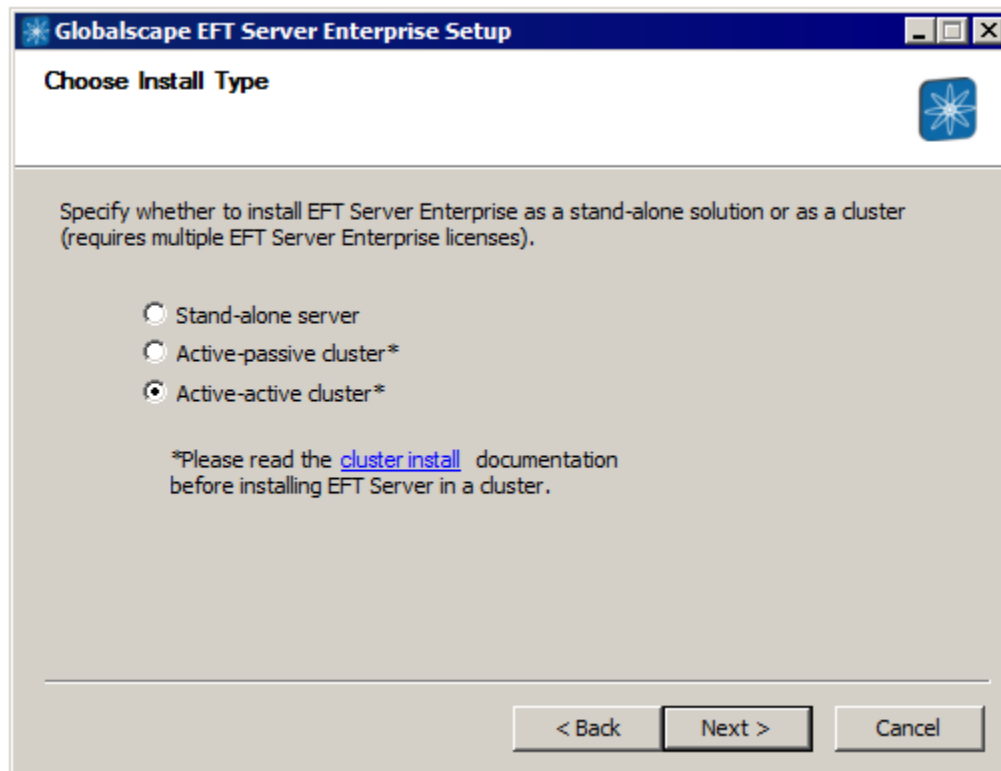 Globalscape EFT Server Enterprise Setup
Choose Install Type
Specify whether to install EFT Server Enterprise as a stand-alone solution or as a cluster
(requires multiple EFT Server Enterprise licenses).
Stand-alone server
Active-passive cluster*
Active-active cluster*
*Please read the cluster install documentation
before installing EFT Server in a cluster.
< Back Next > Cancel